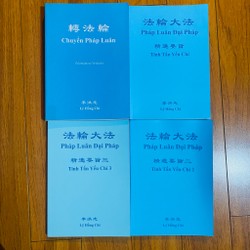 轉法輪
Chuyển Pháp Luân
李洪志
Lý Hồng Chí
法輪大法
Pháp Luân Đại Pháp
精進要旨
Tinh Tấn Yếu Chỉ
李洪志
Lý Hồng Chí
法輪大法
Pháp Luân Đại Pháp
精進要旨三
Tinh Tấn Yếu Chỉ 3
李洪志
Lý Hồng Chí
法輪大法
Pháp Luân Đại Pháp
精進要旨二
Tinh Tấn Yếu Chỉ 2
李洪志
Lý Hồng Chí